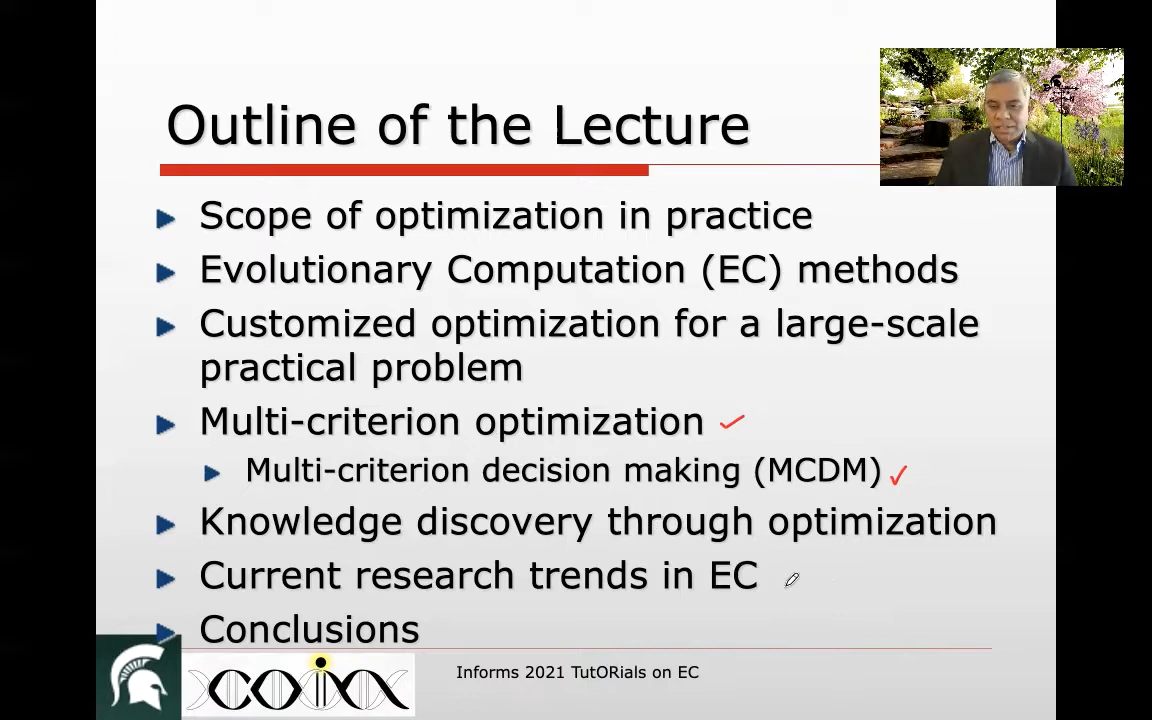 Outline of the Lecture
Scope of optimization in practice
Evolutionary Computation (EC) methods
Customized optimization for a large-scale
practical problem
Multi-criterion optimization
Multi-criterion decision making (MCDM)
Knowledge discovery through optimization
Current research trends in EC
Conclusions
COIN
Informs 2021 TutORials on EC